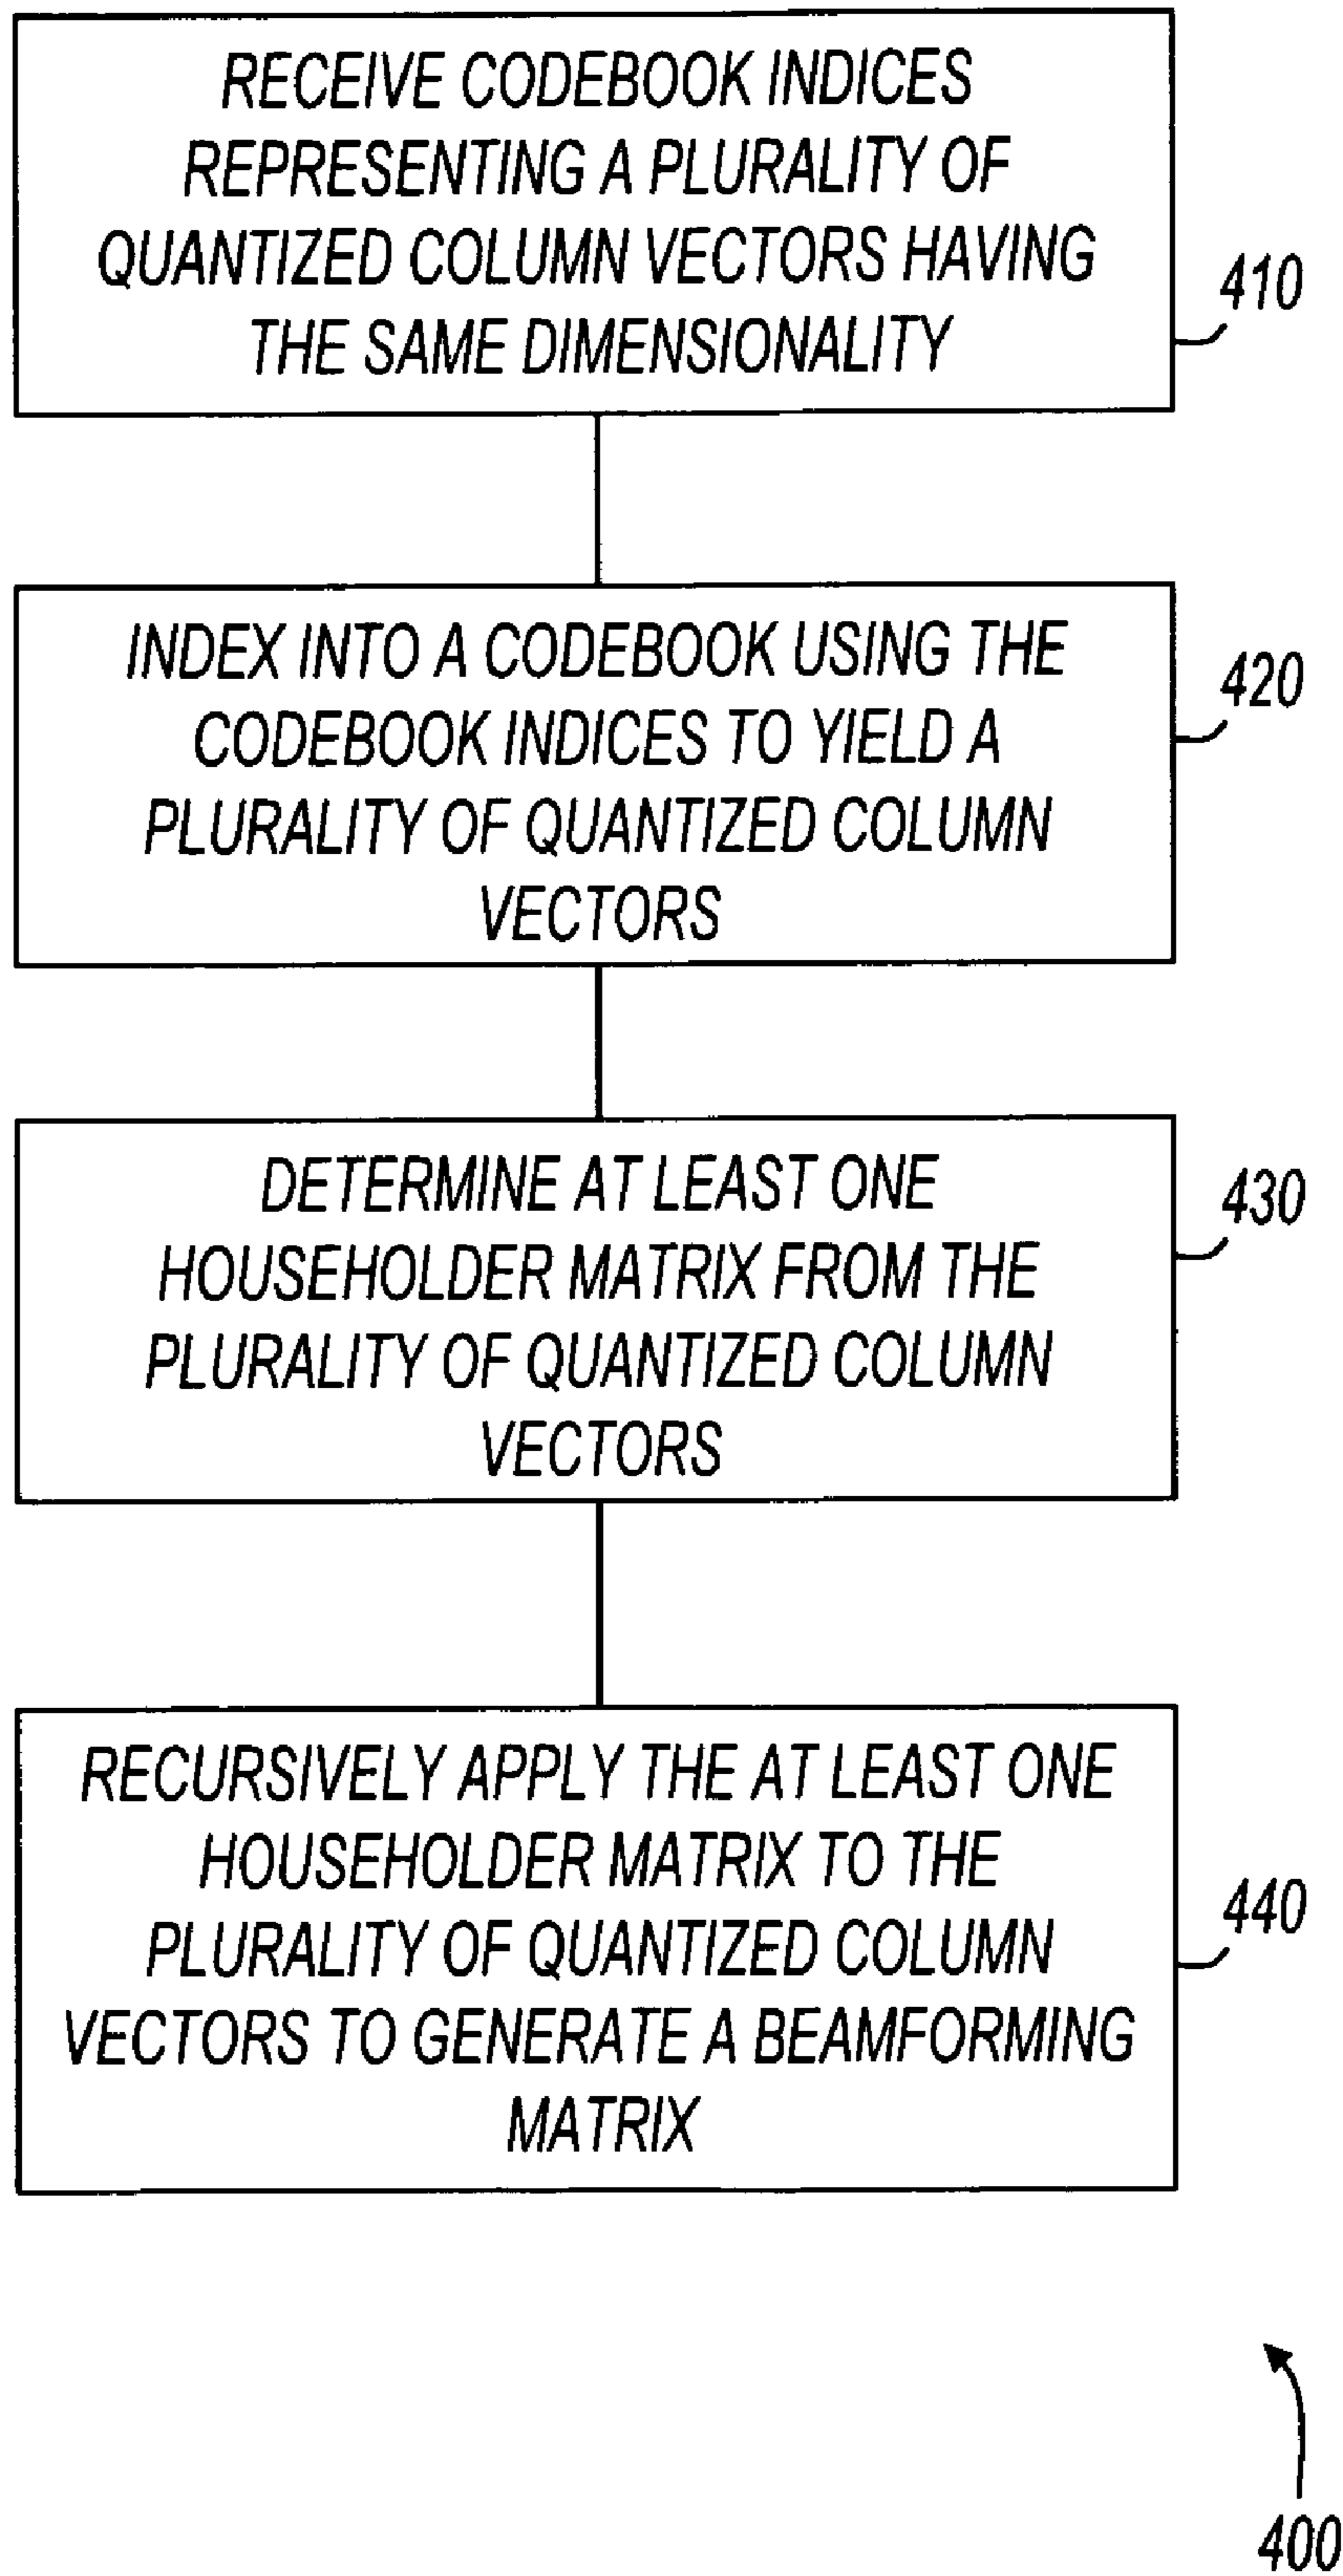 RECEIVE CODEBOOK INDICES
REPRESENTING A PLURALITY OF
QUANTIZED COLUMN VECTORS HAVING
THE SAME DIMENSIONALITY
410
INDEX INTO A CODEBOOK USING THE
CODEBOOK INDICES TO YIELD A
PLURALITY OF QUANTIZED COLUMN
VECTORS
420
DETERMINE AT LEAST ONE
HOUSEHOLDER MATRIX FROM THE
PLURALITY OF QUANTIZED COLUMN
VECTORS
430
RECURSIVELY APPLY THE AT LEAST ONE
HOUSEHOLDER MATRIX TO THE
PLURALITY OF QUANTIZED COLUMN
VECTORS TO GENERATE A BEAMFORMING
MATRIX
440
400